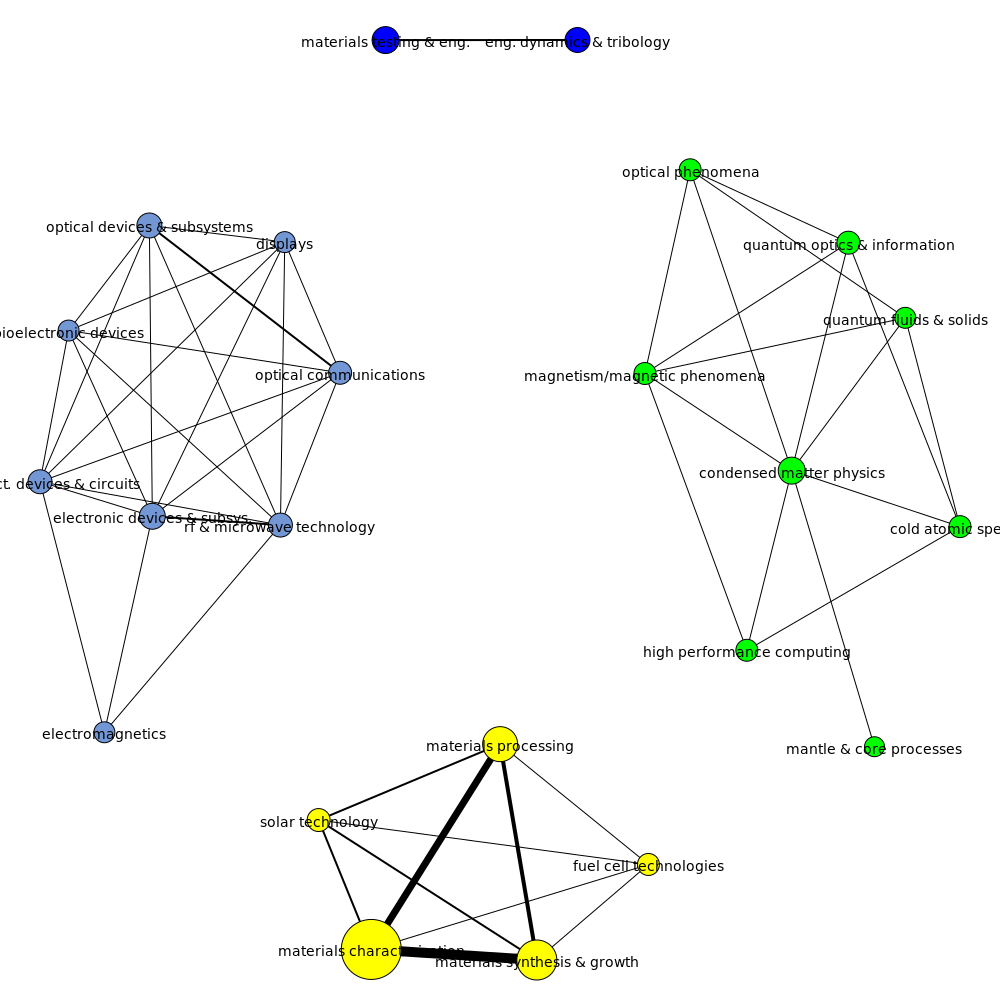 materials testing & eng.
eng. dynamics & tribology
optical phenomena
optical devices & subsystems
displays
quantum optics & information
quantum fluids & solids
bioelectronic devices
optical communications
magnetism/magnetic phenomena
condensed matter physics
ct. devices & circuits
electronic devices & subsys.
rf & microwave technology
cold atomic spe
high performance computing
electromagnetics
materials processing
mantle & core processes
solar technology
fuel cell technologies
materials characterization
materials synthesis & growth